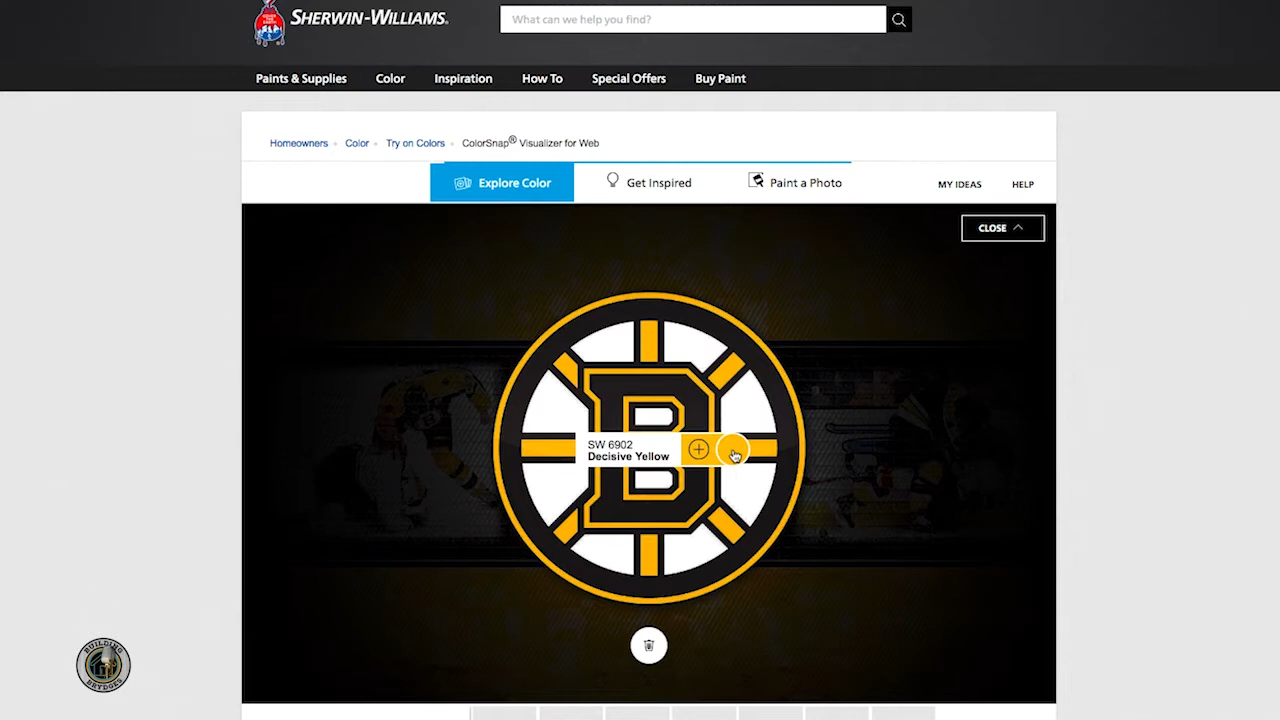 SHERWIN-WILLIAMS®
What can we help you find?
Paints & Supplies Color Inspiration How To Special Offers Buy Paint
Homeowners Color Try on Colors ColorSnap® Visualizer for Web
Explore Color Get Inspired Paint a Photo MY IDEAS HELP
CLOSE
B
SW 6902
Decisive Yellow
BUILDING
BRYDGES